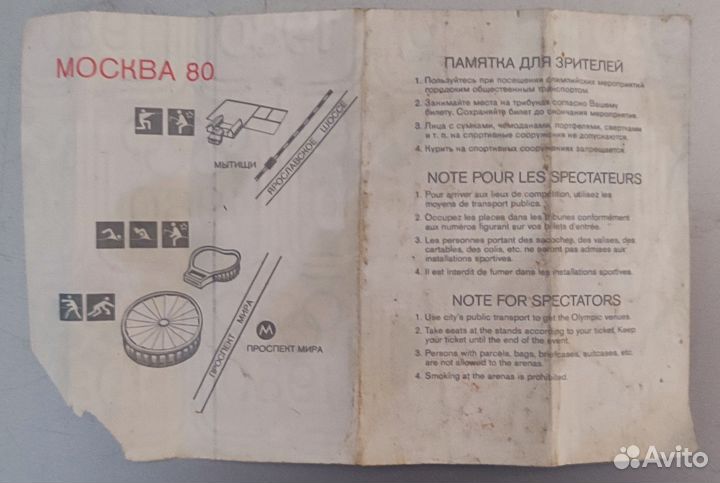 МОСКВА 80
МЫТИЩИ
ЯРОСЛАВСКОЕ ШОССЕ
ПРОСПЕКТ МИРА
М
ПРОСПЕКТ МИРА
ПАМЯТКА ДЛЯ ЗРИТЕЛЕЙ
1. Пользуйтесь при посещении олимпийских мероприятий
городским общественным транспортом.
2. Занимайте места на трибунах согласно Вашему
билету. Сохраняйте билет до окончания мероприятия.
3. Лица с сумками, чемоданами, портфелями, свертками
и т. п. на спортивные сооружения не допускаются.
4. Курить на спортивных сооружениях запрещается.
NOTE POUR LES SPECTATEURS
1. Pour arriver aux lieux de compétition, utilisez les
moyens de transport publics.
2. Occupez les places dans les tribunes conformément
aux numéros figurant sur vos billets d'entrée.
3. Les personnes portant des sacoches, des valises, des
cartables, des colis, etc. ne seront pas admises aux
installations sportives.
4. Il est interdit de fumer dans les installations sportives.
NOTE FOR SPECTATORS
1. Use city's public transport to get the Olympic venues.
2. Take seats at the stands according to your ticket. Keep
your ticket until the end of the event.
3. Persons with parcels, bags, briefcases, suitcases, etc.
are not allowed to the arenas.
4. Smoking at the arenas is prohibited.
Avito